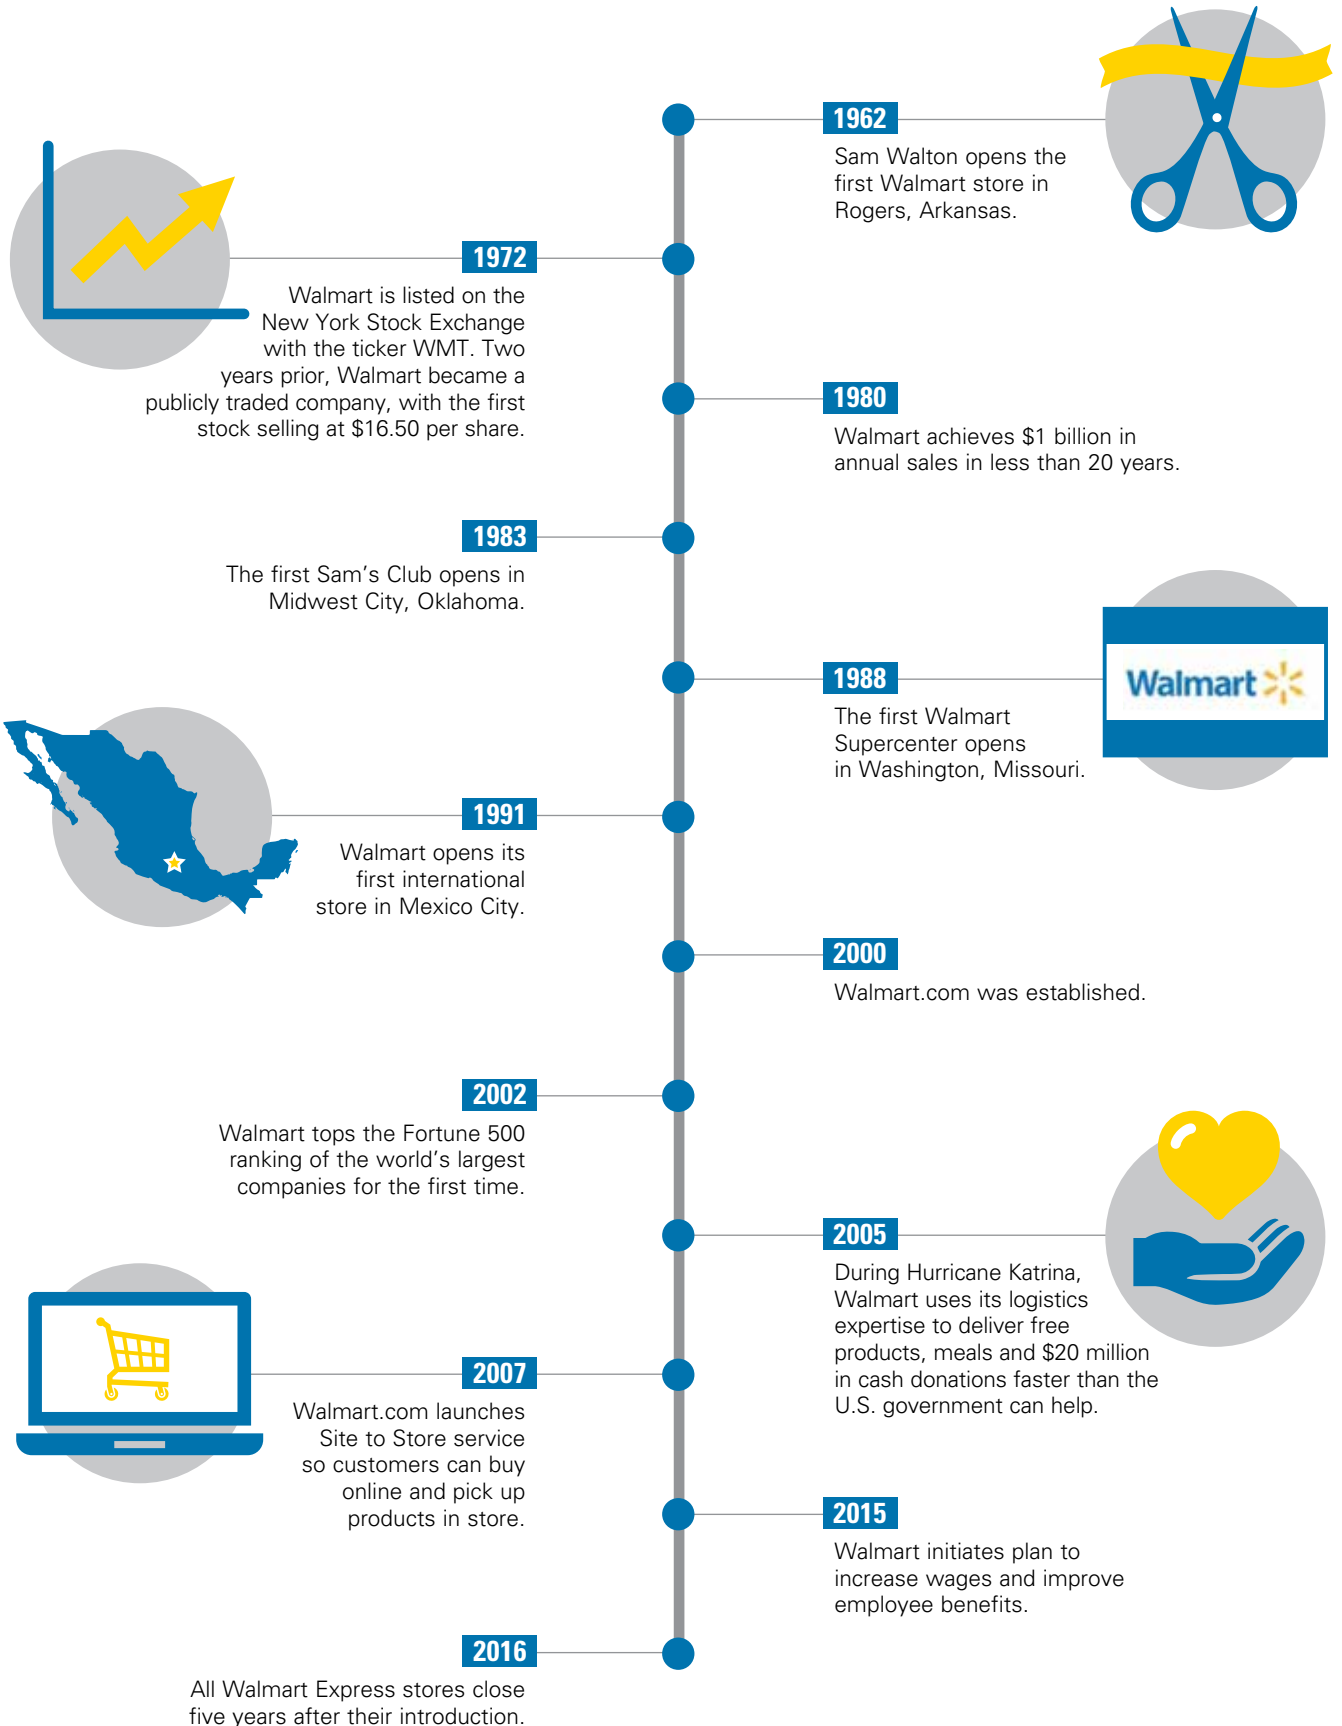 1962
Sam Walton opens the
first Walmart store in
Rogers, Arkansas.
1972
Walmart is listed on the
New York Stock Exchange
with the ticker WMT. Two
years prior, Walmart became a
publicly traded company, with the first
stock selling at $16.50 per share.
1980
Walmart achieves $1 billion in
annual sales in less than 20 years.
1983
The first Sam's Club opens in
Midwest City, Oklahoma.
1988
The first Walmart
Supercenter opens
in Washington, Missouri.
Walmart
1991
Walmart opens its
first international
store in Mexico City.
2000
Walmart.com was established.
2002
Walmart tops the Fortune 500
ranking of the world's largest
companies for the first time.
2005
During Hurricane Katrina,
Walmart uses its logistics
expertise to deliver free
products, meals and $20 million
in cash donations faster than the
U.S. government can help.
2007
Walmart.com launches
Site to Store service
so customers can buy
online and pick up
products in store.
2015
Walmart initiates plan to
increase wages and improve
employee benefits.
2016
All Walmart Express stores close
five years after their introduction.